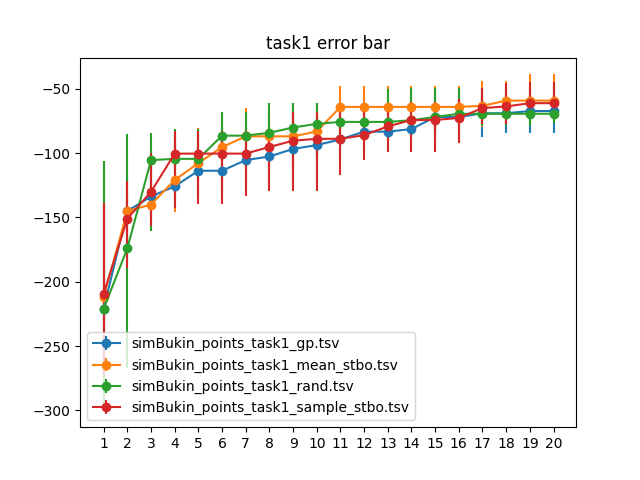 task1 error bar
−50
−100
−150
−200
−250
−300
simBukin_points_task1_gp.tsv
simBukin_points_task1_mean_stbo.tsv
simBukin_points_task1_rand.tsv
simBukin_points_task1_sample_stbo.tsv
1 2 3 4 5 6 7 8 9 10 11 12 13 14 15 16 17 18 19 20